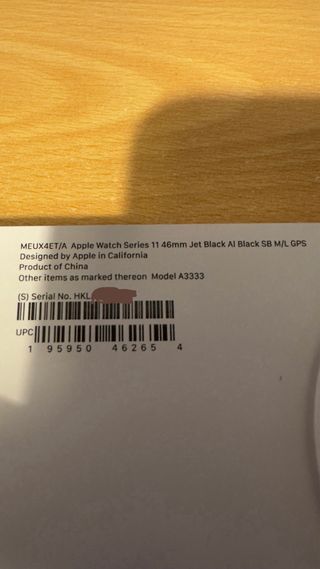 MEUX4ET/A Apple Watch Series 11 46mm Jet Black Al Black SB M/L GPS
Designed by Apple in California
Product of China
Other items as marked thereon Model A3333
(S) Serial No. HKL
UPC
1 95950 46265 4